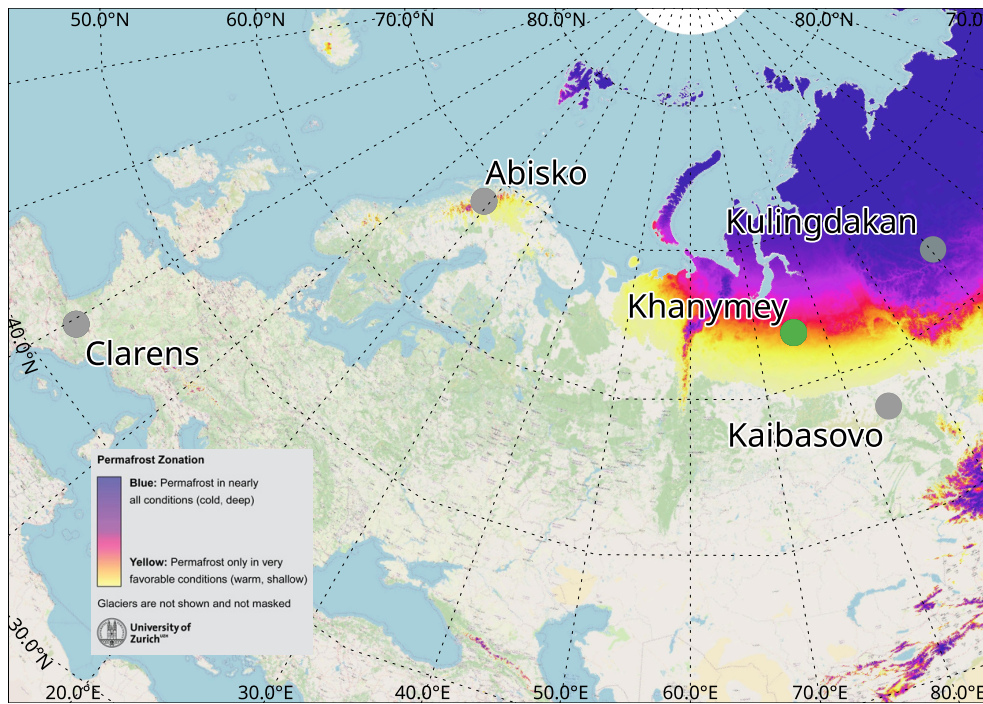 50.0°N 60.0°N 70.0°N 80.0°N 80.0°N 70.0
Abisko
Kulingdakan
Khanymey
40.0°N
Clarens
Kaibasovo
Permafrost Zonation
Blue: Permafrost in nearly
all conditions (cold, deep)
Yellow: Permafrost only in very
favorable conditions (warm, shallow)
Glaciers are not shown and not masked
University of
Zurich UZH
30.0°N
20.0°E 30.0°E 40.0°E 50.0°E 60.0°E 70.0°E 80.0°E